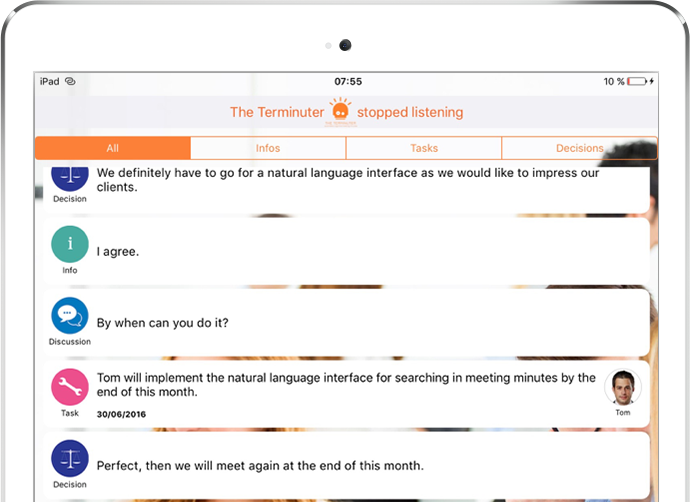 iPad
07:55
10 %
The Terminuter stopped listening
All
Infos
Tasks
Decisions
We definitely have to go for a natural language interface as we would like to impress our
clients.
Decision
i
I agree.
Info
By when can you do it?
Discussion
Tom will implement the natural language interface for searching in meeting minutes by the
end of this month.
Task
30/06/2016
Tom
Perfect, then we will meet again at the end of this month.
Decision